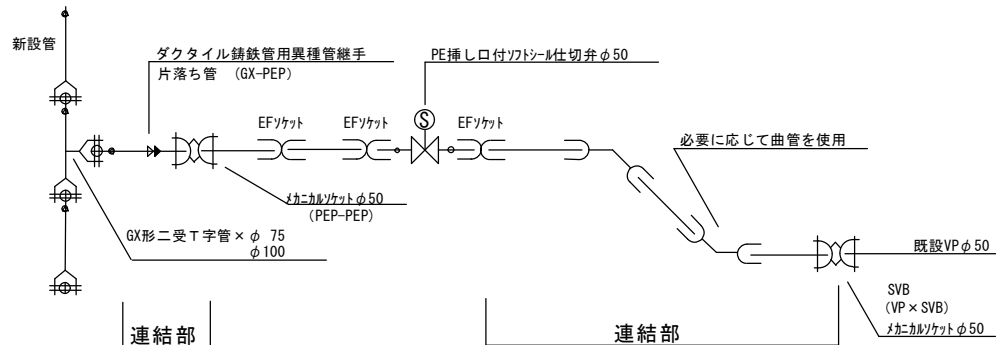 新設管
ダクタイル鋳鉄管用異種管継手
片落ち管 (GX-PEP)
PE挿し口付ソフトシール仕切弁φ50
S
EFソケット
EFソケット
EFソケット
必要に応じて曲管を使用
メカニカルソケットφ50
(PEP-PEP)
GX形二受T字管×φ 75
φ100
既設VPφ50
SVB
(VP×SVB)
メカニカルソケットφ50
連結部
連結部